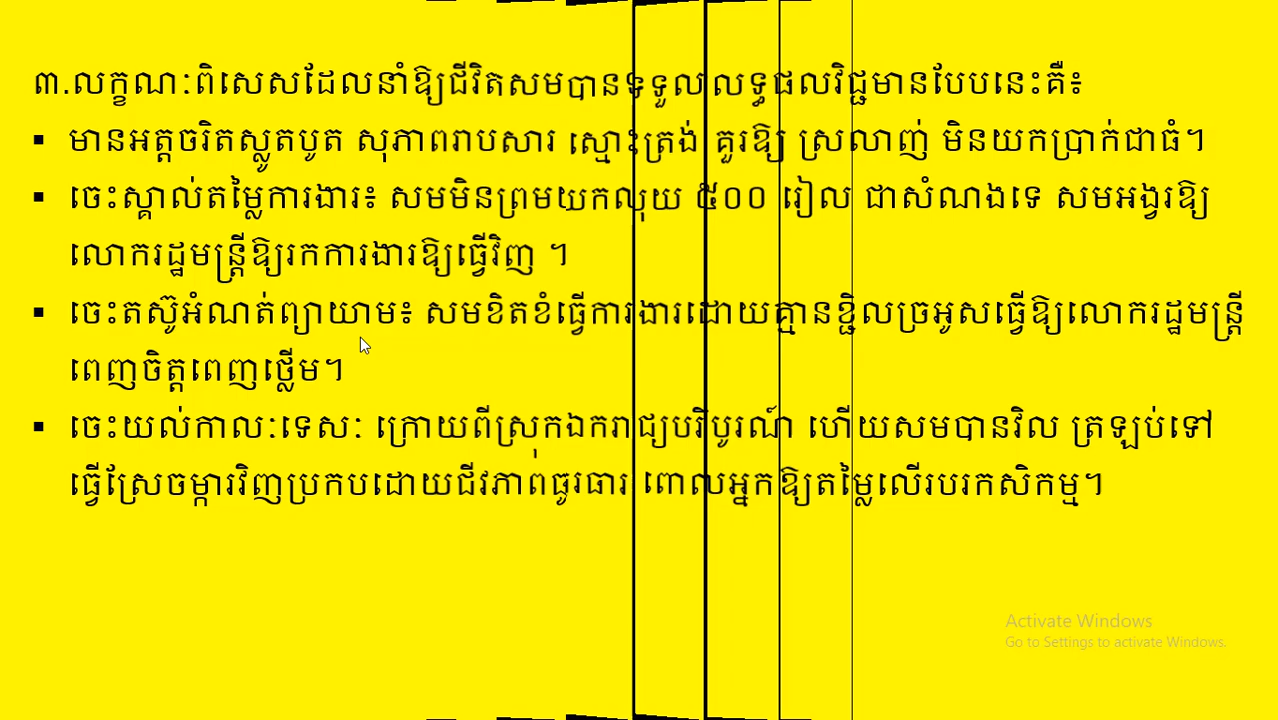 ៣.លក្ខណៈពិសេសដែលនាំឱ្យជីវិតសមបានទទួលលទ្ធផលវិជ្ជមានបែបនេះគឺ៖
▪ មានអត្តចរិតស្លូតបូត សុភាពរាបសារ ស្មោះត្រង់ គួរឱ្យ ស្រលាញ់ មិនយកប្រាក់ជាធំ។
▪ ចេះស្គាល់តម្លៃការងារ៖ សមមិនព្រមយកលុយ ៥០០ រៀល ជាសំណងទេ សមអង្វរឱ្យ
លោករដ្ឋមន្ត្រីឱ្យរកការងារឱ្យធ្វើវិញ ។
▪ ចេះតស៊ូអំណត់ព្យាយាម៖ សមខិតខំធ្វើការងារដោយគ្មានខ្ជិលច្រអូសធ្វើឱ្យលោករដ្ឋមន្ត្រី
ពេញចិត្តពេញថ្លើម។
▪ ចេះយល់កាលៈទេសៈ ក្រោយពីស្រុកឯករាជ្យបរិបូរណ៍ ហើយសមបានវិល ត្រឡប់ទៅ
ធ្វើស្រែចម្ការវិញប្រកបដោយជីវភាពធូរធារ ពោលអ្នកឱ្យតម្លៃលើរបរកសិកម្ម។
Activate Windows
Go to Settings to activate Windows.